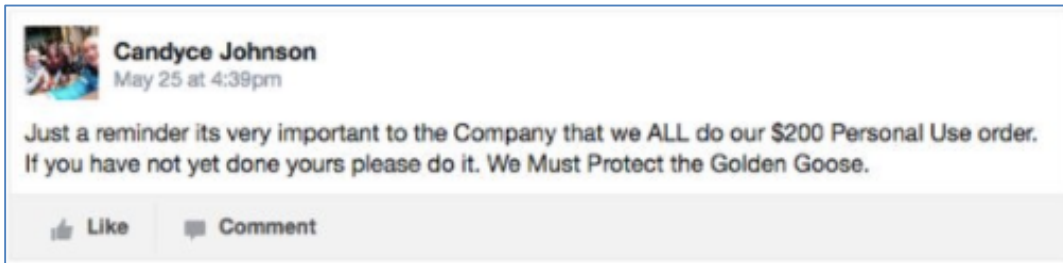 Candyce Johnson
May 25 at 4:39pm
Just a reminder its very important to the Company that we ALL do our $200 Personal Use order.
If you have not yet done yours please do it. We Must Protect the Golden Goose.
Like Comment